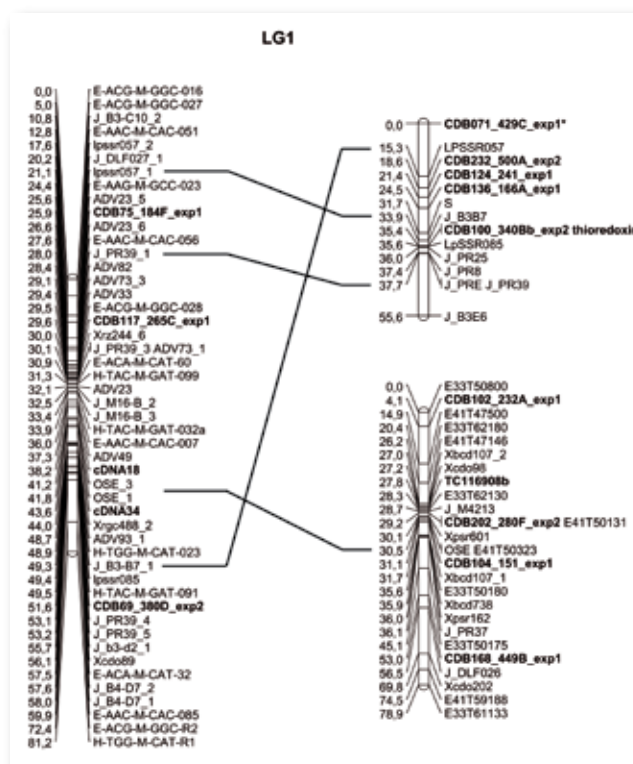 LG1
0,0 E-ACG-M-GGC-016
5,0 E-ACG-M-GGC-027
10,8 J_B3-C10_2
12,8 E-AAC-M-CAC-051
17,6 lpssr057_2
20,2 J_DLF027_1
21,1 lpssr057_1
24,4 E-AAG-M-GCC-023
25,6 ADV23_5
25,9 CDB75_184F_exp1
26,6 ADV23_6
27,6 E-AAC-M-CAC-056
28,0 J_PR39_1
28,4 ADV82
29,1 ADV73_3
29,4 ADV33
29,5 E-ACG-M-GGC-028
29,6 CDB117_265C_exp1
30,0 Xrz244_6
30,1 J_PR39_3 ADV73_1
30,9 E-ACA-M-CAT-60
31,3 H-TAC-M-GAT-099
32,1 ADV23
32,5 J_M16-B_2
33,4 J_M16-B_3
33,9 H-TAC-M-GAT-032a
36,0 E-AAC-M-CAC-007
37,3 ADV49
38,2 cDNA18
41,2 OSE_3
41,8 OSE_1
43,6 cDNA34
44,0 Xrgc488_2
48,7 ADV93_1
48,9 H-TGG-M-CAT-023
49,3 J_B3-B7_1
49,4 lpssr085
49,5 H-TAC-M-GAT-091
51,6 CDB69_380D_exp2
53,1 J_PR39_4
53,2 J_PR39_5
55,7 J_b3-d2_1
56,1 Xcdo89
57,5 E-ACA-M-CAT-32
57,6 J_B4-D7_2
58,0 J_B4-D7_1
59,9 E-AAC-M-CAC-085
72,4 E-ACG-M-GGC-R2
81,2 H-TGG-M-CAT-R1
0,0 CDB071_429C_exp1*
15,3 LPSSR057
18,6 CDB232_500A_exp2
21,4 CDB124_241_exp1
24,5 CDB136_166A_exp1
31,7 S
33,9 J_B3B7
35,4 CDB100_340Bb_exp2 thioredoxin
35,6 LpSSR085
36,0 J_PR25
37,4 J_PR8
37,7 J_PRE J_PR39
55,6 J_B3E6
0,0 E33T50800
4,1 CDB102_232A_exp1
14,9 E41T47500
20,4 E33T62180
26,2 E41T47146
27,0 Xbcd107_2
27,2 Xcdo98
27,8 TC116908b
28,3 E33T62130
28,7 J_M4213
29,2 CDB202_280F_exp2 E41T50131
30,1 Xpsr601
30,5 OSE E41T50323
31,1 CDB104_151_exp1
31,7 Xbcd107_1
35,6 E33T50180
35,9 Xbcd738
36,0 Xpsr162
36,1 J_PR37
45,1 E33T50175
53,0 CDB168_449B_exp1
56,5 J_DLF026
69,8 Xcdo202
74,5 E41T59188
78,9 E33T61133